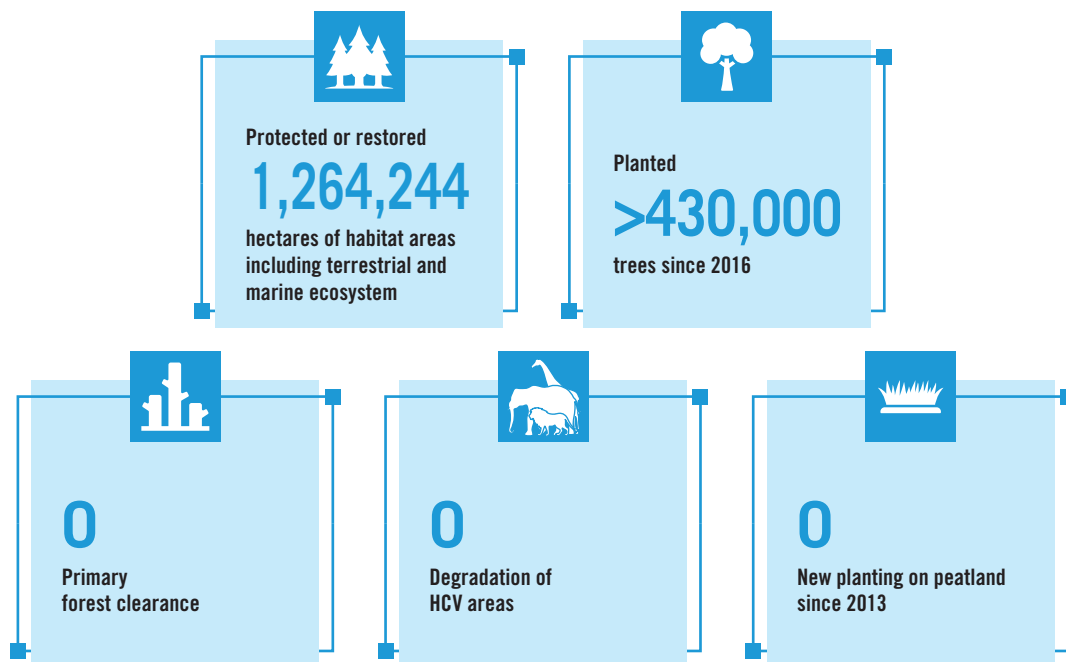 Protected or restored
1,264,244
hectares of habitat areas
including terrestrial and
marine ecosystem
Planted
>430,000
trees since 2016
0
Primary
forest clearance
0
Degradation of
HCV areas
0
New planting on peatland
since 2013